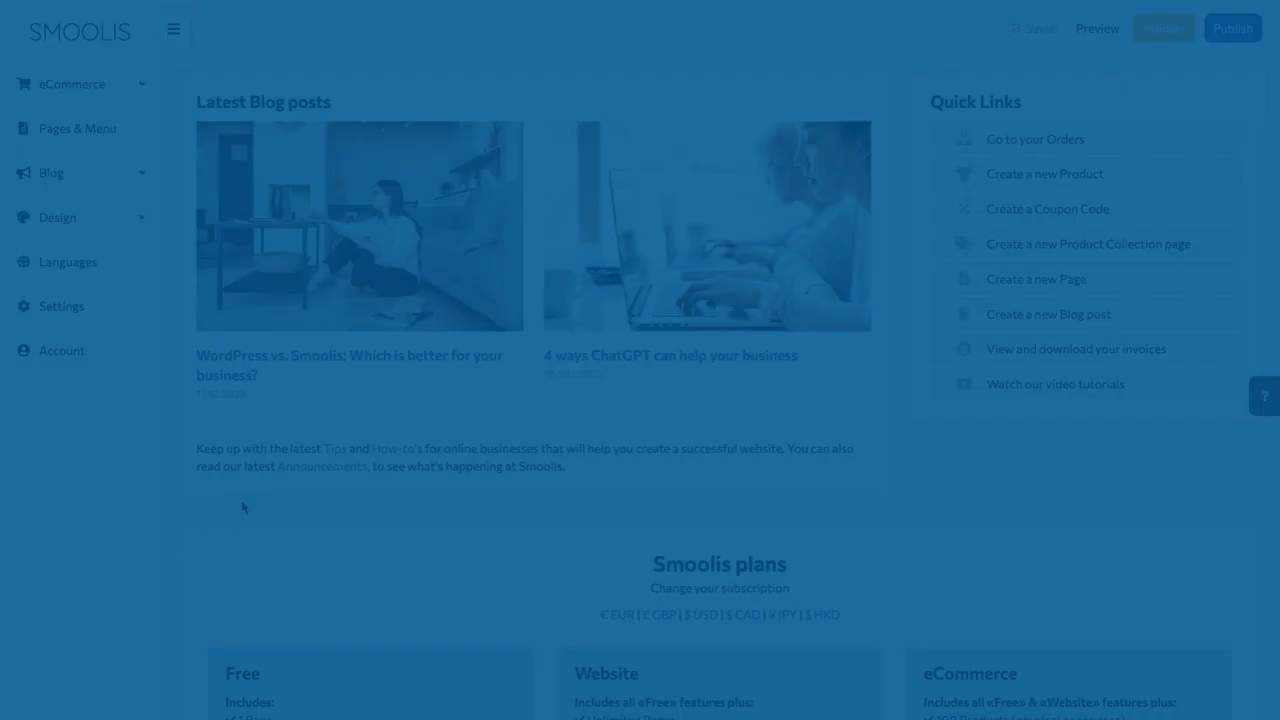 SMOOLIS
Saved
Preview
Publish
eCommerce
Pages & Menu
Blog
Design
Languages
Settings
Account
Latest Blog posts
WordPress vs. Smoolis; Which is better for your
business?
4 ways ChatGPT can help your business
Keep up with the latest Tips and How-to's for online businesses that will help you create a successful website. You can also
read our latest Announcements, to see what's happening at Smoolis.
Quick Links
Go to your Orders
Create a new Product
Create a Coupon Code
Create a new Product Collection page
Create a new Page
Create a new Blog post
View and download your invoices
Watch our video tutorials
?
Smoolis plans
Change your subscription
€ EUR | £ GBP | $ USD | $ CAD | ¥ JPY | $ HKD
Free
Includes:
Website
Includes all «Free» features plus:
eCommerce
Includes all «Free» & «Website» features plus: